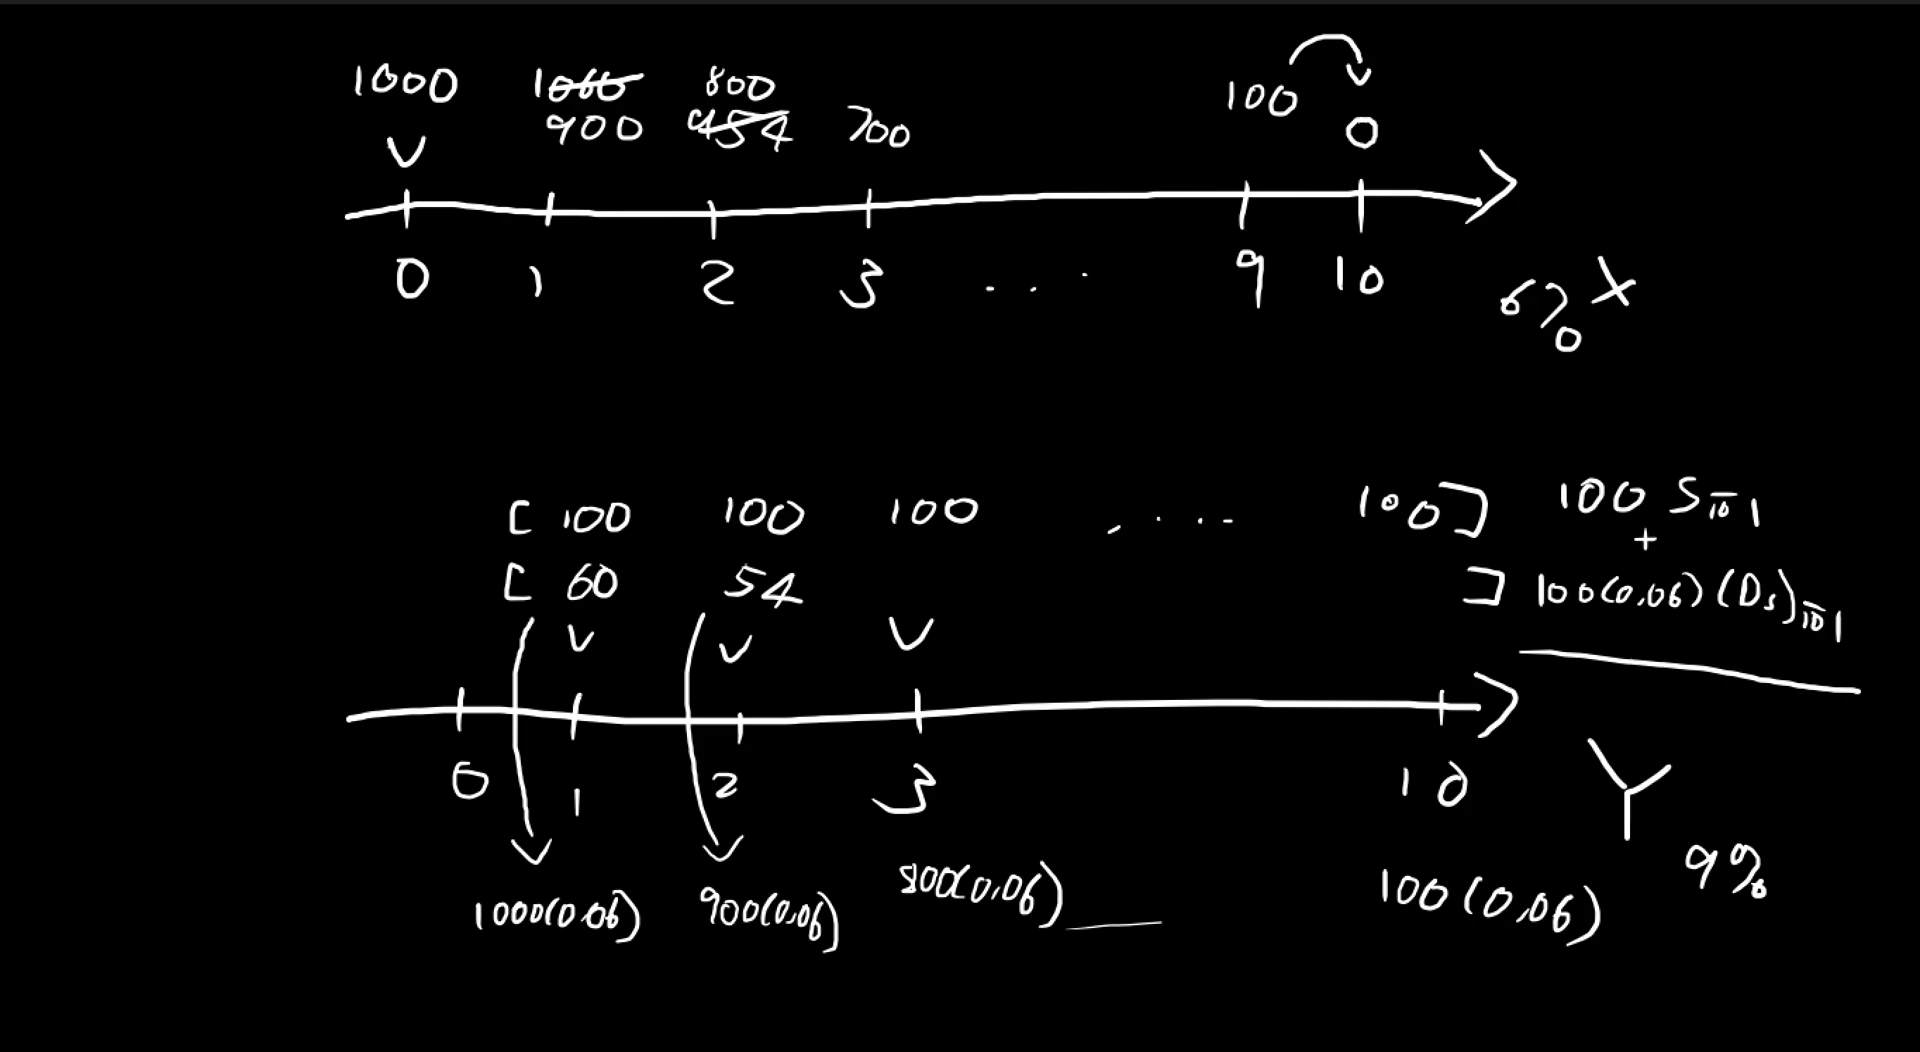 1000 1060 800 100
900 954 700 0
0 1 2 3 ... 9 10 6% X
[ 100 100 100 .... 100 ] 100 S10|
+
[ 60 54 ] 100(0.06)(Ds)10|
0 1 2 3 10 Y
9%
1000(0.06) 900(0.06) 800(0.06) 100(0.06)